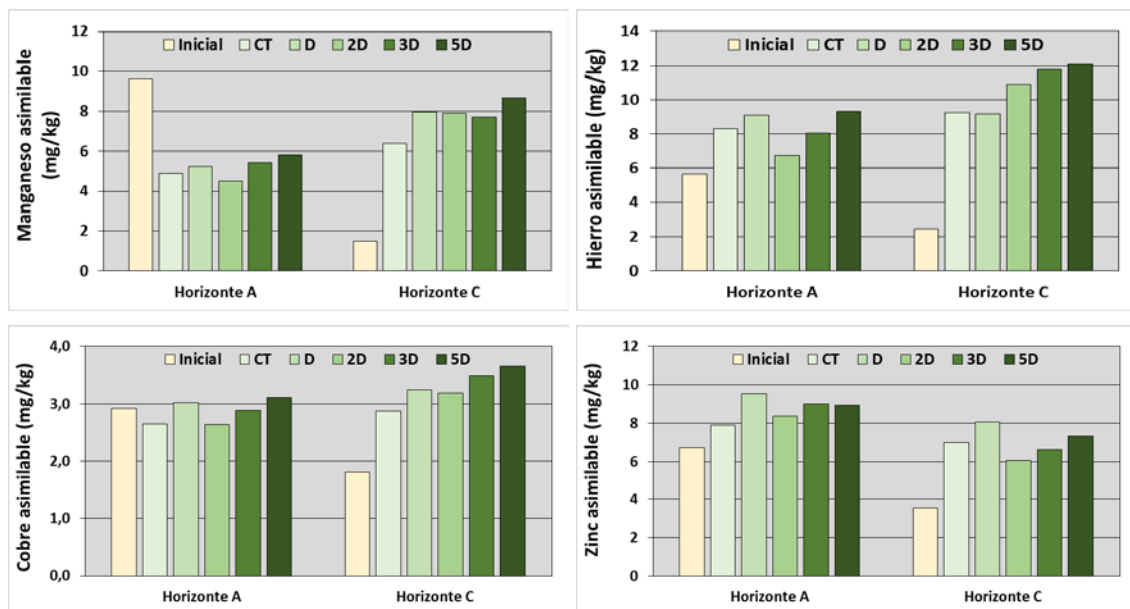 Manganeso asimilable
(mg/kg)
12
10
8
6
4
2
0
Inicial CT D 2D 3D 5D
Horizonte A Horizonte C
Hierro asimilable (mg/kg)
14
12
10
8
6
4
2
0
Inicial CT D 2D 3D 5D
Horizonte A Horizonte C
Cobre asimilable (mg/kg)
4,0
3,0
2,0
1,0
0,0
Inicial CT D 2D 3D 5D
Horizonte A Horizonte C
Zinc asimilable (mg/kg)
12
10
8
6
4
2
0
Inicial CT D 2D 3D 5D
Horizonte A Horizonte C